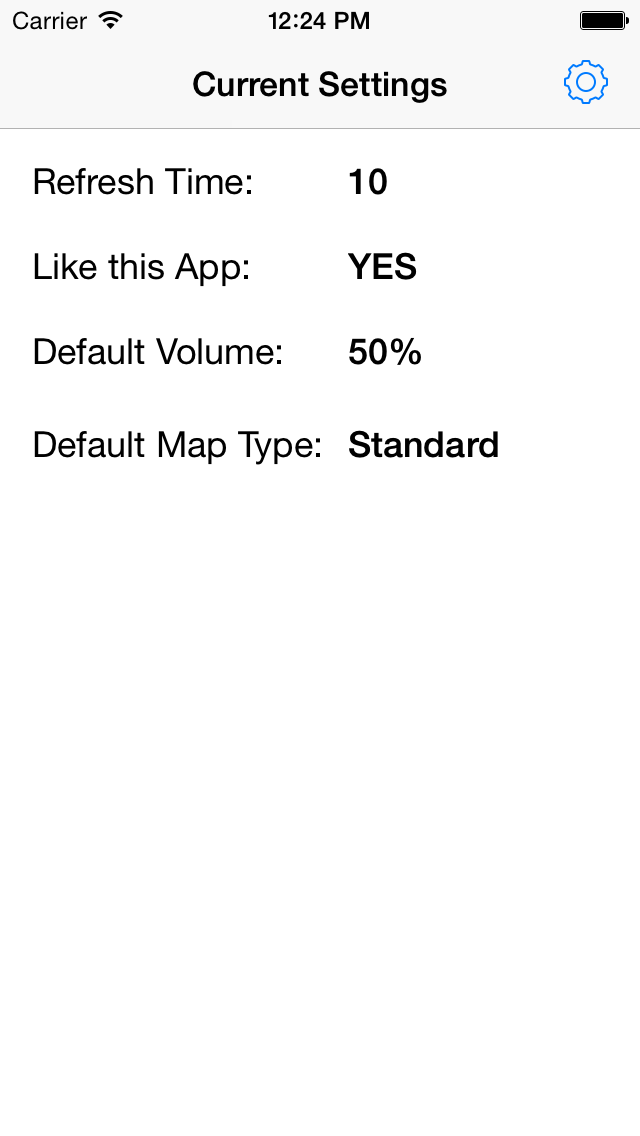 Carrier 12:24 PM
Current Settings
Refresh Time: 10
Like this App: YES
Default Volume: 50%
Default Map Type: Standard